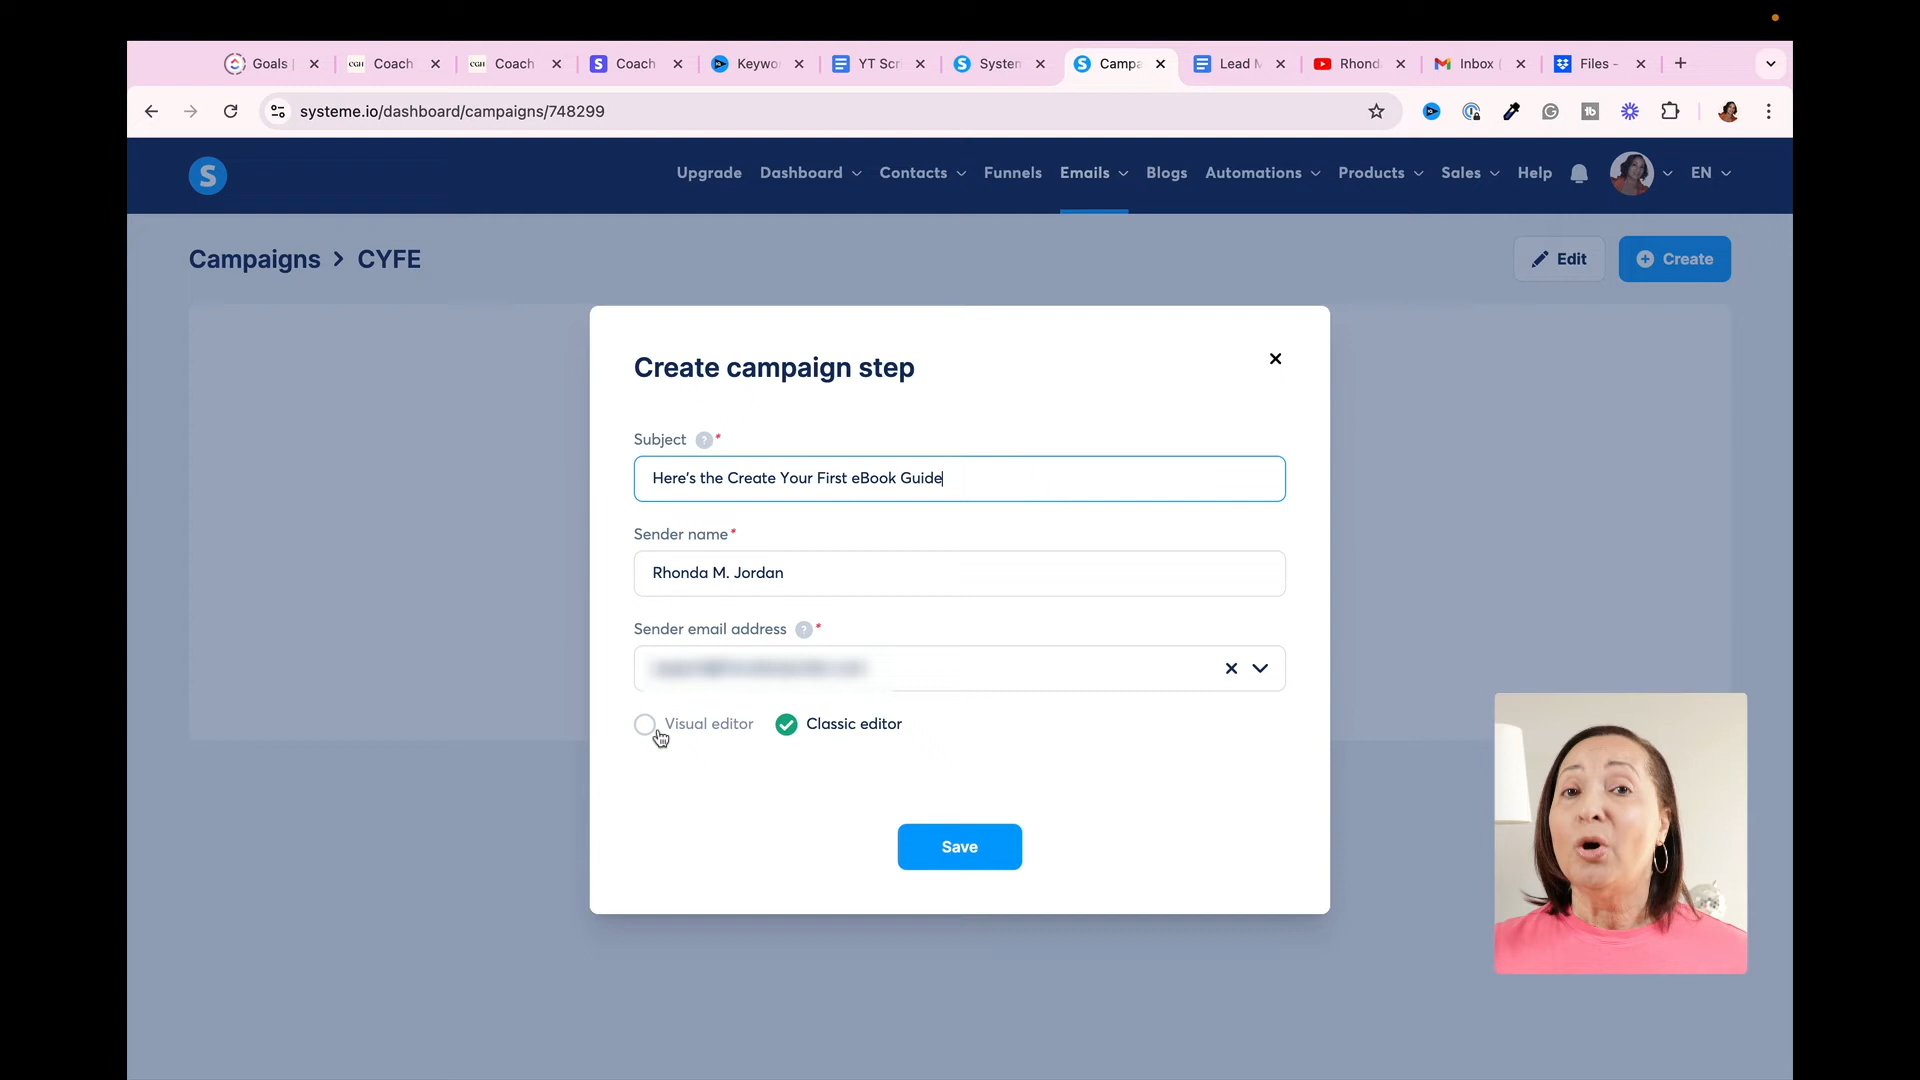 Goals
Coach
Coach
Coach
Keywo
YT Scr
System
Campa
Lead M
Rhond
Inbox (
Files -
systeme.io/dashboard/campaigns/748299
S
Upgrade
Dashboard
Contacts
Funnels
Emails
Blogs
Automations
Products
Sales
Help
EN
Campaigns > CYFE
Edit
Create
Create campaign step
Subject ? *
Here's the Create Your First eBook Guide
Sender name*
Rhonda M. Jordan
Sender email address ? *
Visual editor
Classic editor
Save